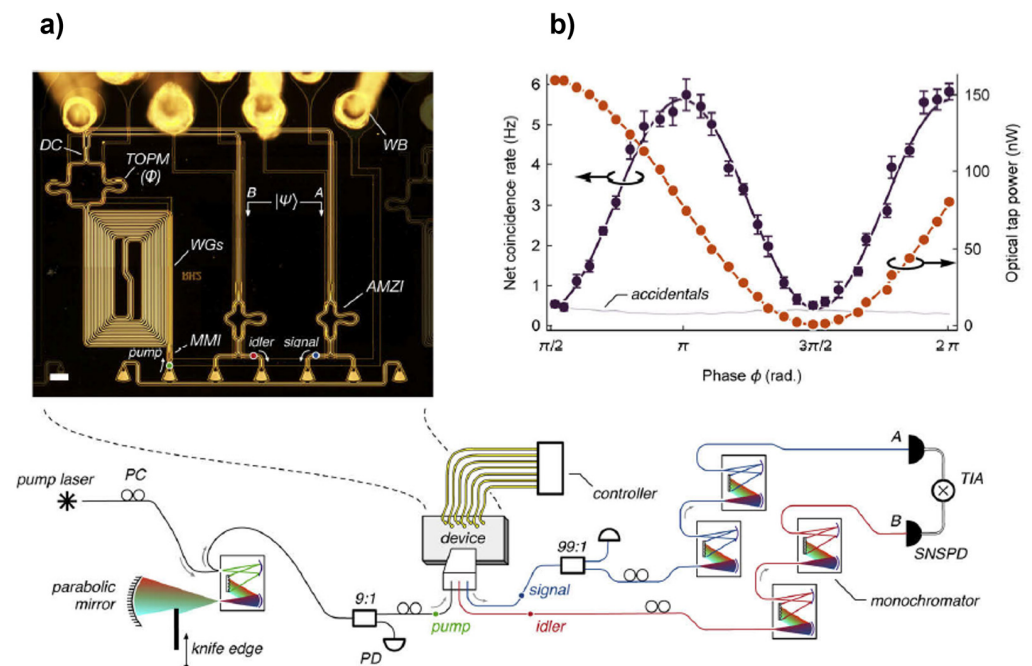 a)
b)
DC
TOPM
(Φ)
WB
B
|Ψ⟩
A
WGs
AMZI
MMI
pump
idler
signal
Net coincidence rate (Hz)
6
5
4
3
2
1
0
accidentals
150
100
50
0
Optical tap power (nW)
π/2
π
3π/2
2π
Phase ϕ (rad.)
pump laser
PC
parabolic
mirror
knife edge
9:1
PD
pump
device
controller
99:1
signal
idler
A
TIA
B
SNSPD
monochromator